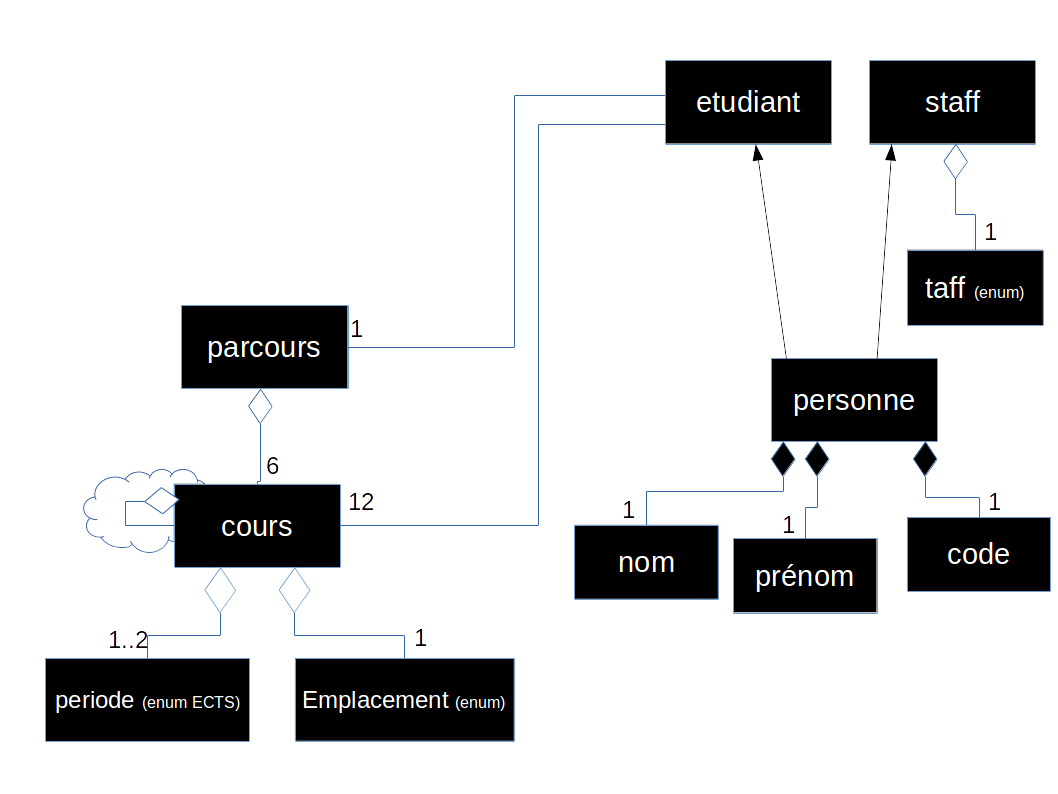 etudiant
staff
1
taff (enum)
parcours
1
personne
6
12
cours
1
nom
1
prénom
1
code
1..2
1
periode (enum ECTS)
Emplacement (enum)